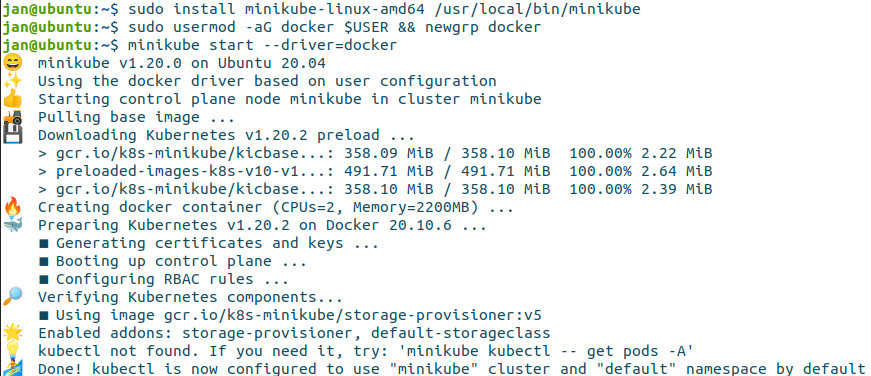 jan@ubuntu:~$ sudo install minikube-linux-amd64 /usr/local/bin/minikube
jan@ubuntu:~$ sudo usermod -aG docker $USER && newgrp docker
jan@ubuntu:~$ minikube start --driver=docker
😄 minikube v1.20.0 on Ubuntu 20.04
✨ Using the docker driver based on user configuration
👍 Starting control plane node minikube in cluster minikube
🚜 Pulling base image ...
💾 Downloading Kubernetes v1.20.2 preload ...
> gcr.io/k8s-minikube/kicbase...: 358.09 MiB / 358.10 MiB 100.00% 2.22 MiB
> preloaded-images-k8s-v10-v1...: 491.71 MiB / 491.71 MiB 100.00% 2.64 MiB
> gcr.io/k8s-minikube/kicbase...: 358.10 MiB / 358.10 MiB 100.00% 2.39 MiB
🔥 Creating docker container (CPUs=2, Memory=2200MB) ...
🐳 Preparing Kubernetes v1.20.2 on Docker 20.10.6 ...
▪ Generating certificates and keys ...
▪ Booting up control plane ...
▪ Configuring RBAC rules ...
🔎 Verifying Kubernetes components...
▪ Using image gcr.io/k8s-minikube/storage-provisioner:v5
🌟 Enabled addons: storage-provisioner, default-storageclass
💡 kubectl not found. If you need it, try: 'minikube kubectl -- get pods -A'
🏄 Done! kubectl is now configured to use "minikube" cluster and "default" namespace by default